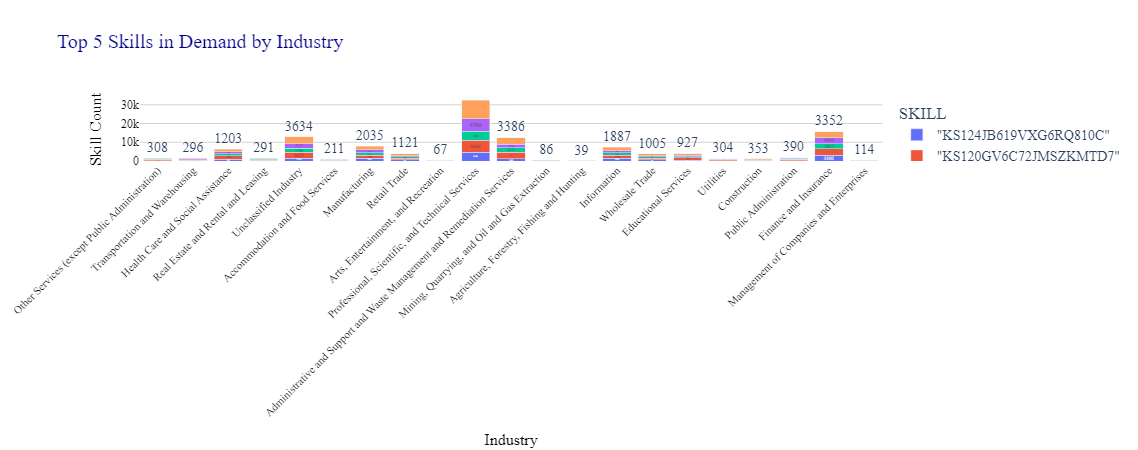 Top 5 Skills in Demand by Industry
Skill Count
30k
20k
10k
0
308
296
1203
291
3634
211
2035
1121
67
3386
86
39
1887
1005
927
304
353
390
3352
114
Other Services (except Public Administration)
Transportation and Warehousing
Health Care and Social Assistance
Real Estate and Rental and Leasing
Unclassified Industry
Accommodation and Food Services
Manufacturing
Retail Trade
Arts, Entertainment, and Recreation
Professional, Scientific, and Technical Services
Administrative and Support and Waste Management and Remediation Services
Mining, Quarrying, and Oil and Gas Extraction
Agriculture, Forestry, Fishing and Hunting
Information
Wholesale Trade
Educational Services
Utilities
Construction
Public Administration
Finance and Insurance
Management of Companies and Enterprises
Industry
SKILL
"KS124JB619VXG6RQ810C"
"KS120GV6C72JMSZKMTD7"